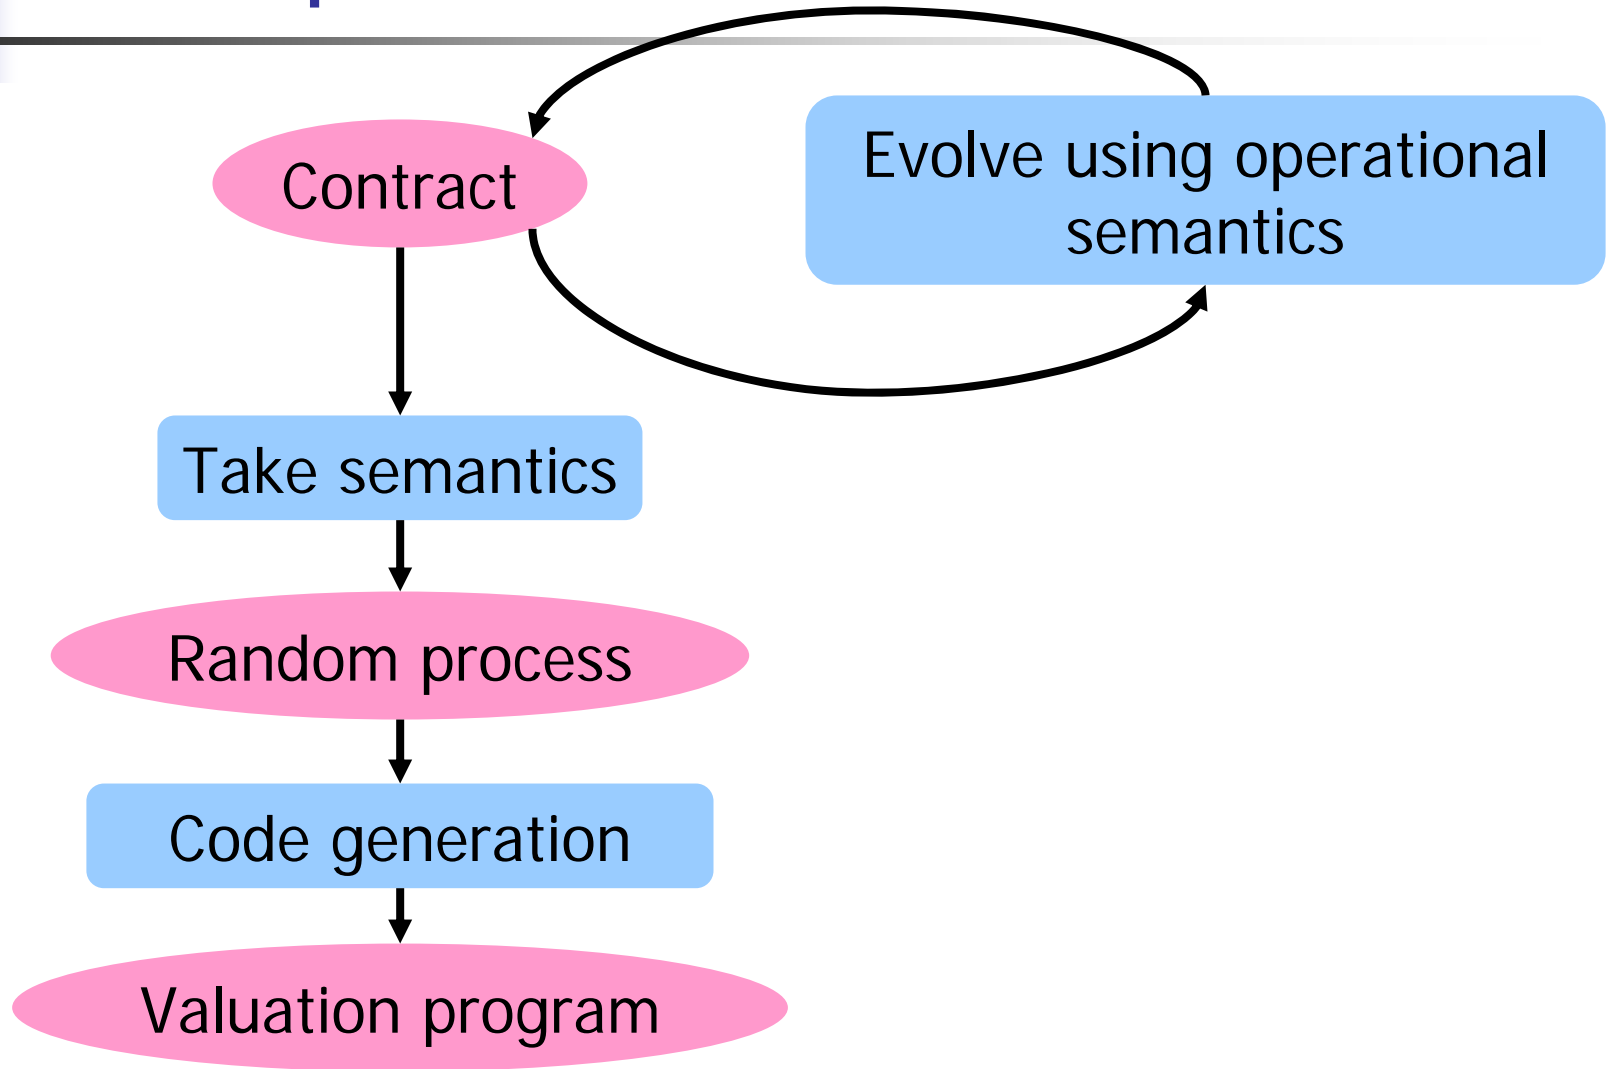 Contract
Evolve using operational
semantics
Take semantics
Random process
Code generation
Valuation program